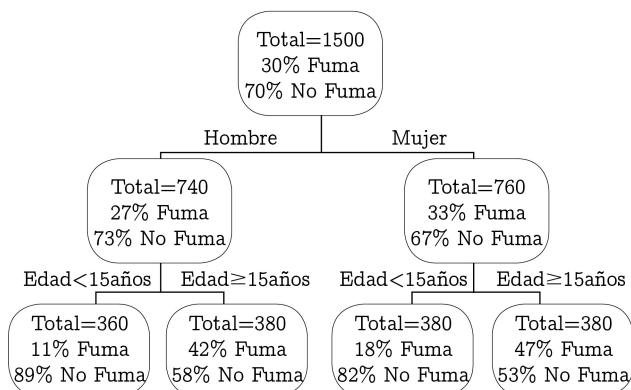 Total=1500
30% Fuma
70% No Fuma
Hombre
Mujer
Total=740
27% Fuma
73% No Fuma
Total=760
33% Fuma
67% No Fuma
Edad<15años
Edad≥15años
Edad<15años
Edad≥15años
Total=360
11% Fuma
89% No Fuma
Total=380
42% Fuma
58% No Fuma
Total=380
18% Fuma
82% No Fuma
Total=380
47% Fuma
53% No Fuma